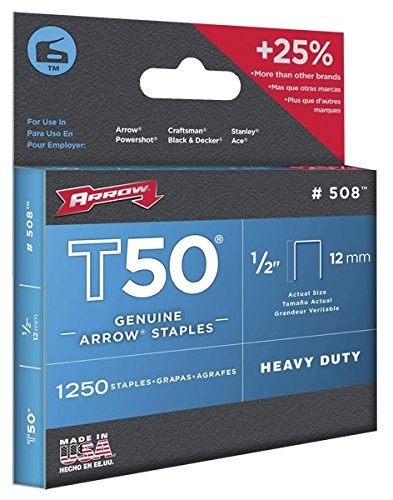 +25%
•More than other brands
•Mas que otras marcas
•Plus que d'autres marques
TM
For Use In
Para Uso En
Pour Employer:
Arrow® Powershot®
Craftsman® Black & Decker®
Stanley® Ace®
ARROW®
# 508™
T50®
GENUINE
ARROW® STAPLES
1/2" 12mm
Actual Size
Tamaño Actual
Grandeur Veritable
1250 STAPLES•GRAPAS•AGRAFES
HEAVY DUTY
MADE IN
USA
HECHO EN EE.UU.
# 508™
1/2"
12mm
T50®